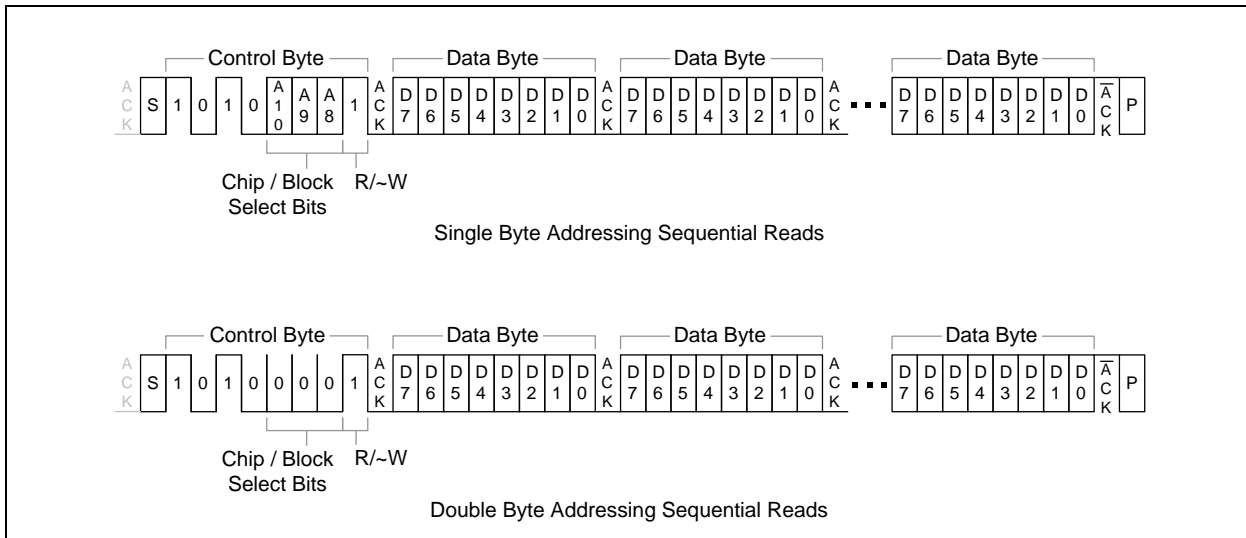 Control Byte Data Byte Data Byte Data Byte
ACK S 1 0 1 0 A10 A9 A8 1 ACK D7 D6 D5 D4 D3 D2 D1 D0 ACK D7 D6 D5 D4 D3 D2 D1 D0 ACK ... D7 D6 D5 D4 D3 D2 D1 D0 A̅CK P
Chip / Block R/~W
Select Bits
Single Byte Addressing Sequential Reads
Control Byte Data Byte Data Byte Data Byte
ACK S 1 0 1 0 0 0 0 1 ACK D7 D6 D5 D4 D3 D2 D1 D0 ACK D7 D6 D5 D4 D3 D2 D1 D0 ACK ... D7 D6 D5 D4 D3 D2 D1 D0 A̅CK P
Chip / Block R/~W
Select Bits
Double Byte Addressing Sequential Reads